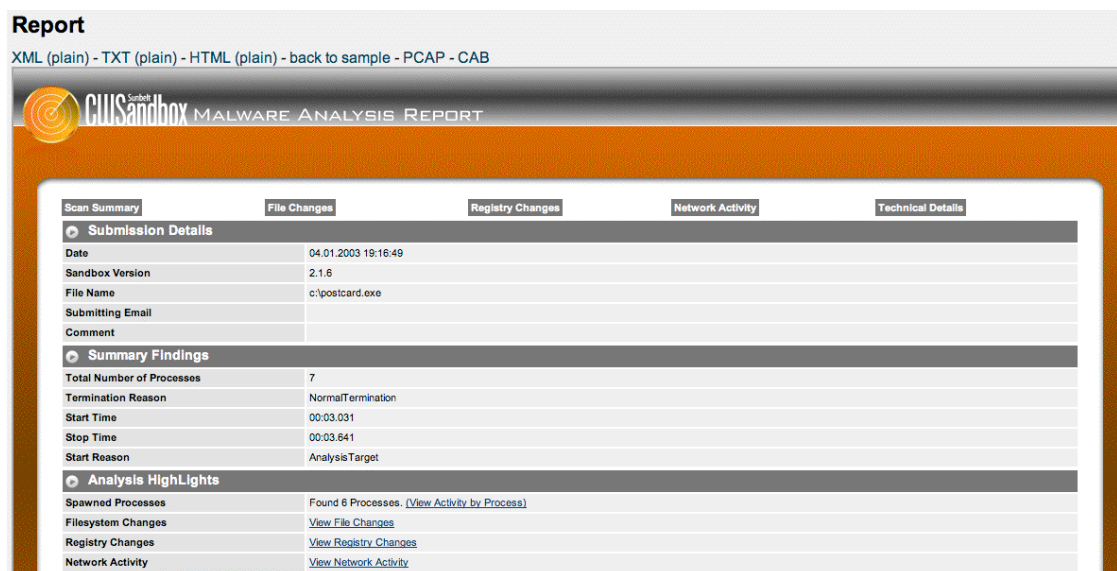 Report
XML (plain) - TXT (plain) - HTML (plain) - back to sample - PCAP - CAB
Sunbelt
CWSandbox MALWARE ANALYSIS REPORT
Scan Summary File Changes Registry Changes Network Activity Technical Details
Submission Details
Date 04.01.2003 19:16:49
Sandbox Version 2.1.6
File Name c:\postcard.exe
Submitting Email
Comment
Summary Findings
Total Number of Processes 7
Termination Reason NormalTermination
Start Time 00:03.031
Stop Time 00:03.641
Start Reason AnalysisTarget
Analysis HighLights
Spawned Processes Found 6 Processes. (View Activity by Process)
Filesystem Changes View File Changes
Registry Changes View Registry Changes
Network Activity View Network Activity